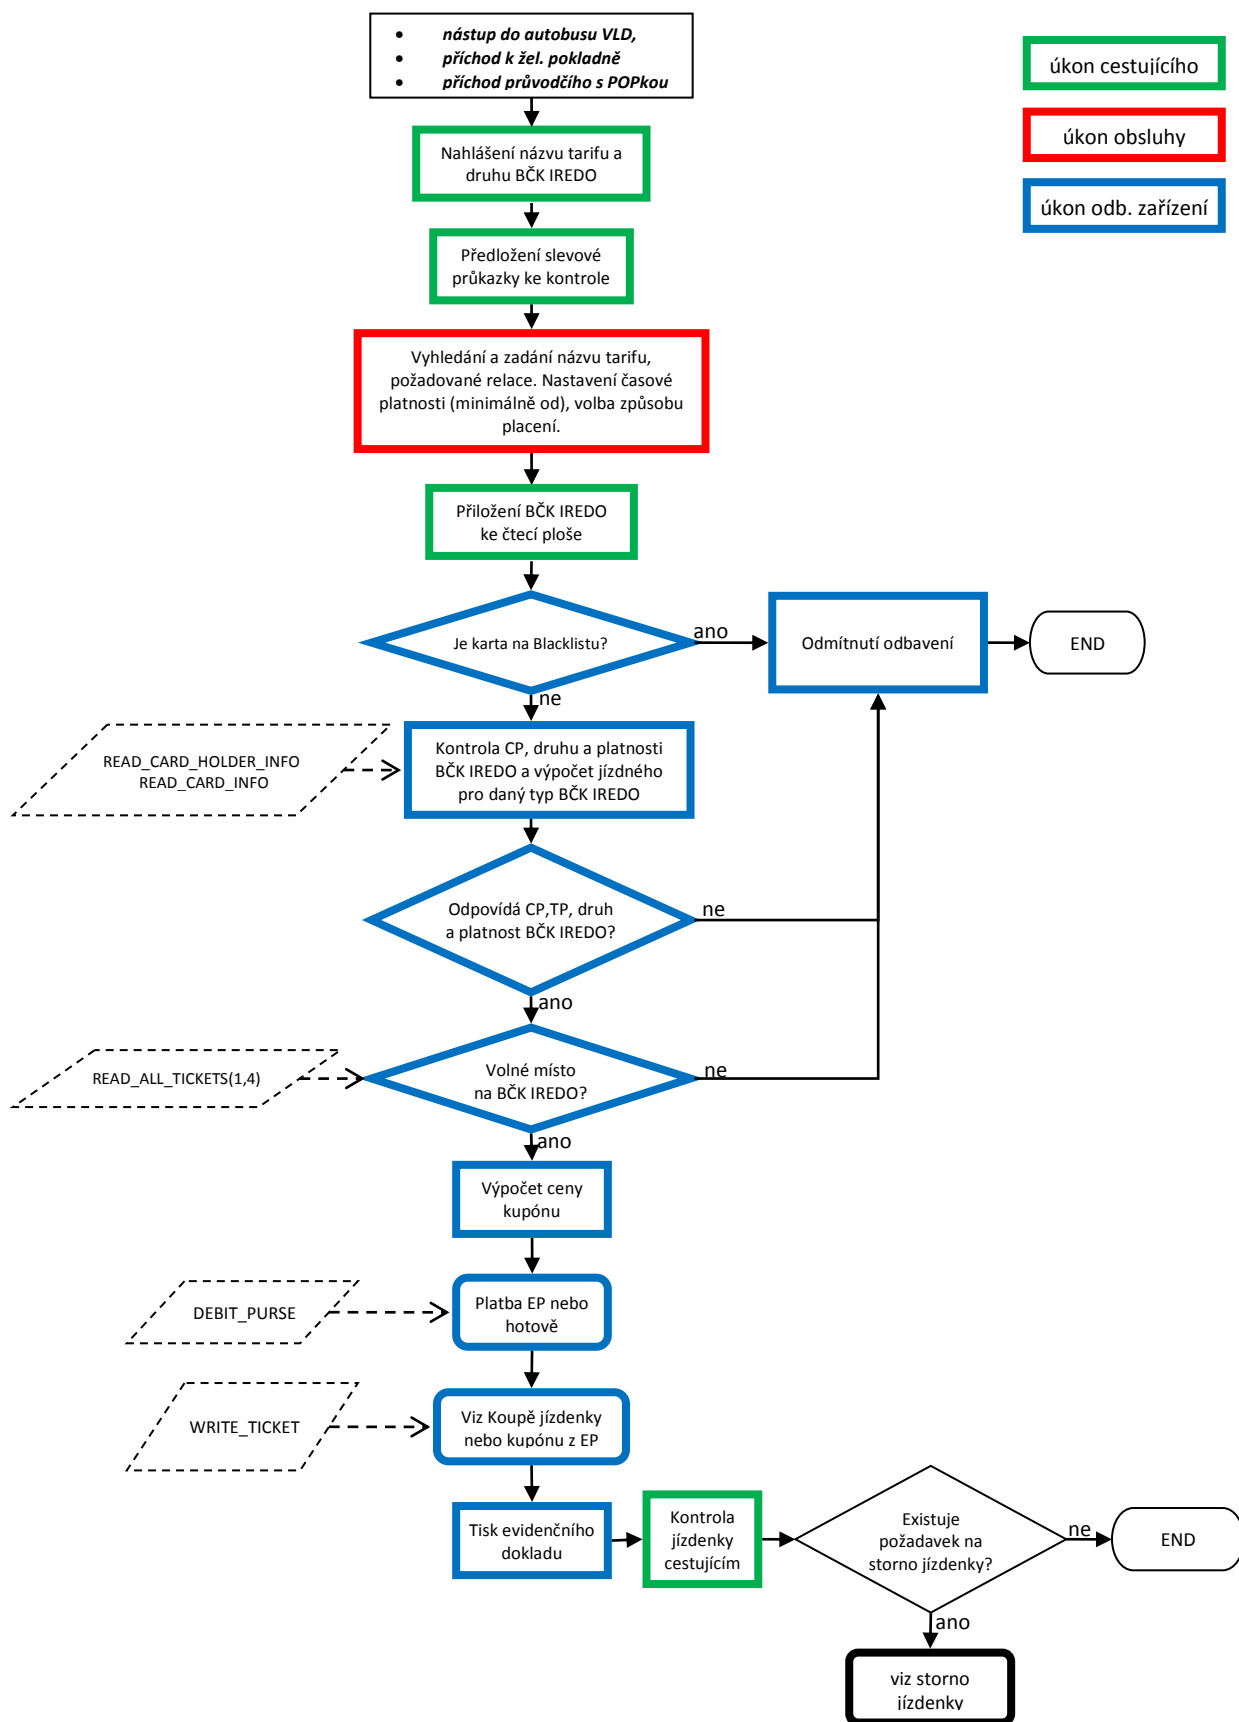 • nástup do autobusu VLD,
• příchod k žel. pokladně
• příchod průvodčího s POPkou
úkon cestujícího
úkon obsluhy
úkon odb. zařízení
Nahlášení názvu tarifu a
druhu BČK IREDO
Předložení slevové
průkazky ke kontrole
Vyhledání a zadání názvu tarifu,
požadované relace. Nastavení časové
platnosti (minimálně od), volba způsobu
placení.
Přiložení BČK IREDO
ke čtecí ploše
Je karta na Blacklistu?
ano
Odmítnutí odbavení
END
ne
READ_CARD_HOLDER_INFO
READ_CARD_INFO
Kontrola CP, druhu a platnosti
BČK IREDO a výpočet jízdného
pro daný typ BČK IREDO
Odpovídá CP,TP, druh
a platnost BČK IREDO?
ne
ano
READ_ALL_TICKETS(1,4)
Volné místo
na BČK IREDO?
ne
ano
Výpočet ceny
kupónu
DEBIT_PURSE
Platba EP nebo
hotově
WRITE_TICKET
Viz Koupě jízdenky
nebo kupónu z EP
Tisk evidenčního
dokladu
Kontrola
jízdenky
cestujícím
Existuje
požadavek na
storno jízdenky?
ne
END
ano
viz storno
jízdenky